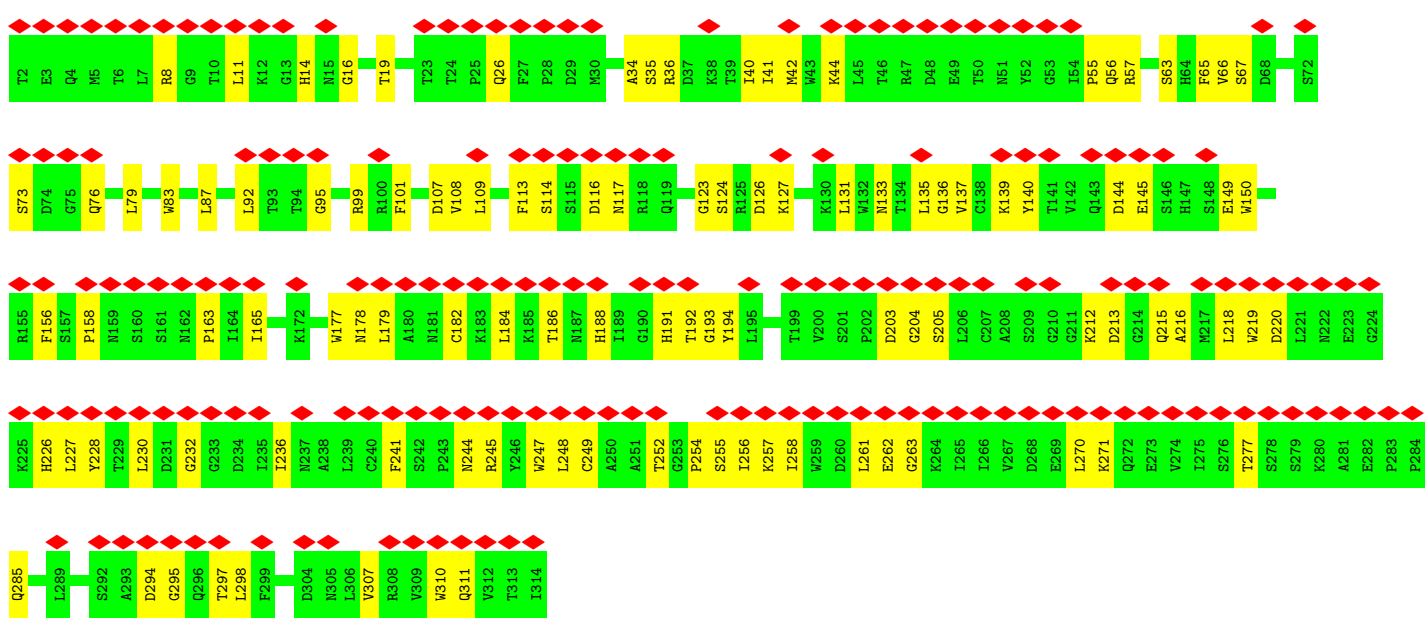 T2 E3 Q4 M5 T6 L7 R8 G9 T10 L11 K12 G13 H14 N15 G16 T19 T23 T24 P25 Q26 F27 P28 D29 M30 A34 S35 R36 D37 K38 T39 I40 I41 M42 W43 K44 L45 T46 R47 D48 E49 T50 N51 Y52 G53 I54 P55 Q56 R57 S63 H64 F65 V66 S67 D68 S72
S73 D74 G75 Q76 L79 W83 L87 L92 T93 T94 G95 R99 R100 F101 D107 V108 L109 F113 S114 S115 D116 N117 R118 Q119 G123 S124 R125 D126 K127 K130 L131 W132 N133 T134 L135 G136 V137 C138 K139 Y140 T141 V142 Q143 D144 E145 S146 H147 S148 E149 W150
R155 F156 S157 P158 N159 S160 S161 N162 P163 I164 I165 K172 W177 N178 L179 A180 N181 C182 K183 L184 K185 T186 N187 H188 I189 G190 H191 T192 G193 Y194 L195 T199 V200 S201 P202 D203 G204 S205 L206 C207 A208 S209 G210 G211 K212 D213 G214 Q215 A216 M217 L218 W219 D220 L221 N222 E223 G224
K225 H226 L227 Y228 T229 L230 D231 G232 G233 D234 I235 I236 N237 A238 L239 C240 F241 S242 P243 N244 R245 Y246 W247 L248 C249 A250 A251 T252 G253 P254 S255 I256 K257 I258 W259 D260 L261 E262 G263 K264 I265 I266 V267 D268 E269 L270 K271 Q272 E273 V274 I275 S276 T277 S278 S279 K280 A281 E282 P283 P284
Q285 L289 S292 A293 D294 G295 Q296 T297 L298 F299 D304 N305 L306 V307 R308 V309 W310 Q311 V312 T313 I314